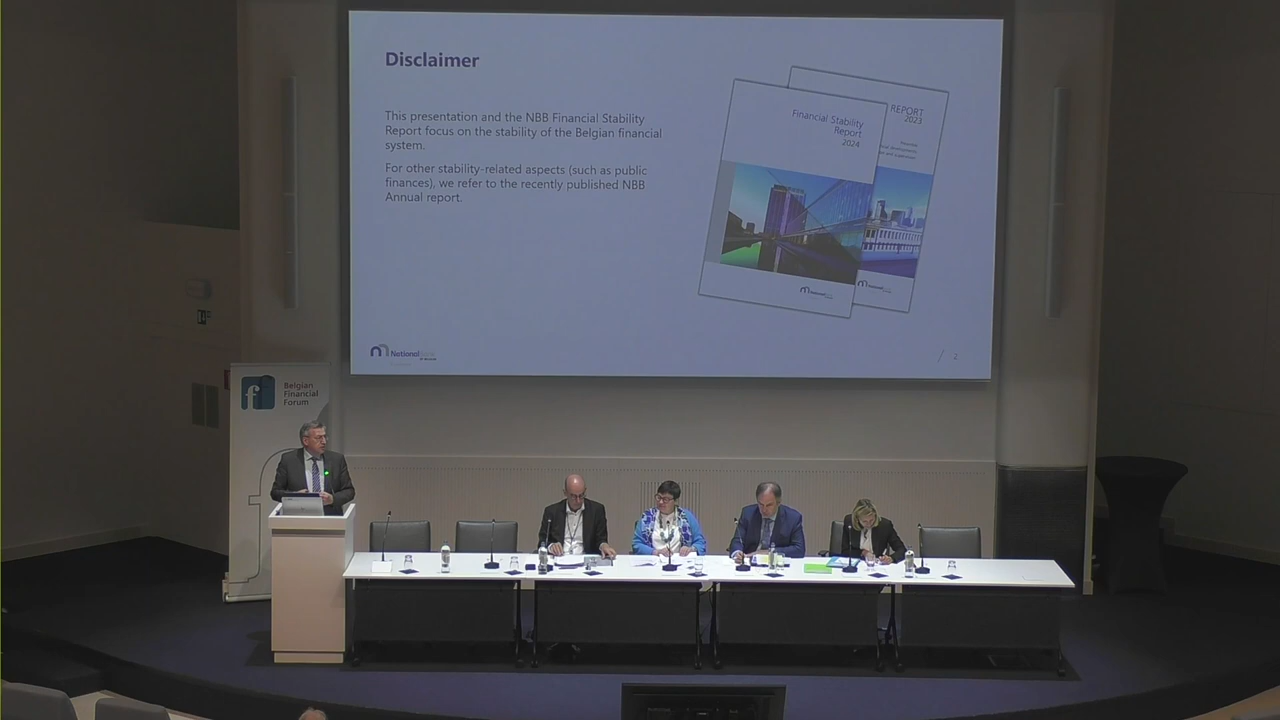 Disclaimer
This presentation and the NBB Financial Stability
Report focus on the stability of the Belgian financial
system.
For other stability-related aspects (such as public
finances), we refer to the recently published NBB
Annual report.
Financial Stability
Report
2024
REPORT
2023
National
/ 2
f
Belgian
Financial
Forum